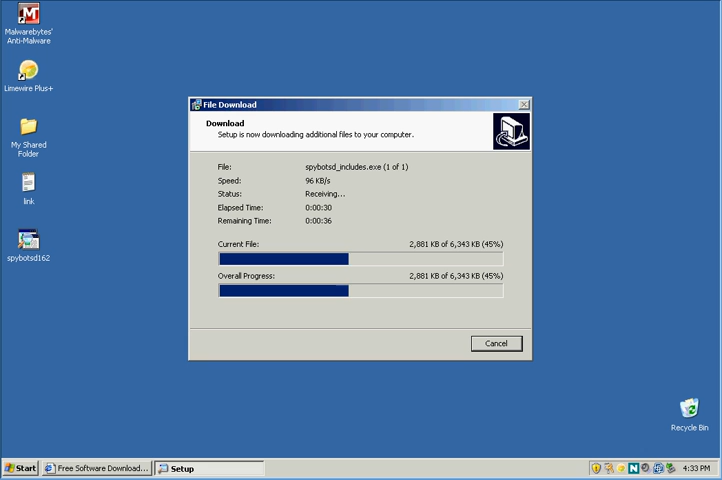 Malwarebytes'
Anti-Malware
Limewire Plus+
My Shared
Folder
link
spybotsd162
File Download
Download
Setup is now downloading additional files to your computer.
File: spybotsd_includes.exe (1 of 1)
Speed: 96 KB/s
Status: Receiving...
Elapsed Time: 0:00:30
Remaining Time: 0:00:36
Current File: 2,881 KB of 6,343 KB (45%)
Overall Progress: 2,881 KB of 6,343 KB (45%)
Cancel
Recycle Bin
Start
Free Software Download...
Setup
4:33 PM